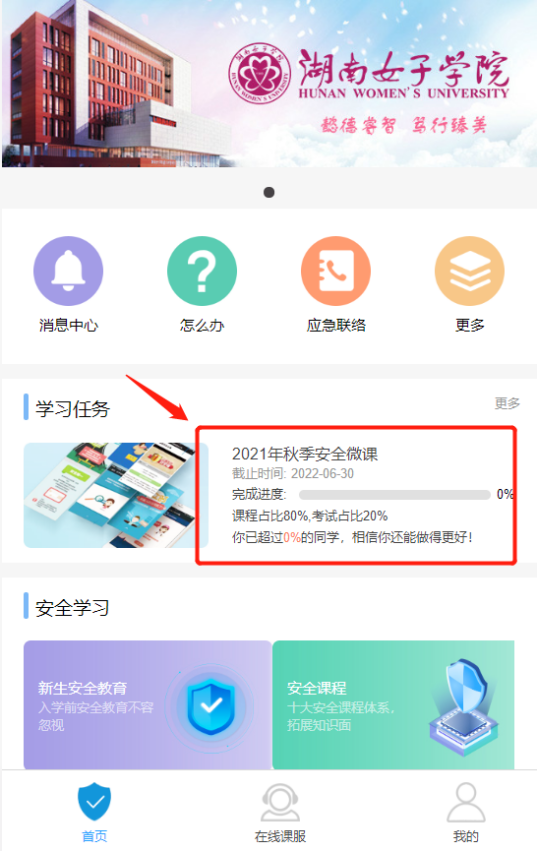 湖南女子学院
HUNAN WOMEN'S UNIVERSITY
懿德睿智 笃行臻美
消息中心
怎么办
应急联络
更多
学习任务
更多
2021年秋季安全微课
截止时间: 2022-06-30
完成进度: 0%
课程占比80%,考试占比20%
你已超过0%的同学，相信你还能做得更好!
安全学习
新生安全教育
入学前安全教育不容
忽视
安全课程
十大安全课程体系,
拓展知识面
首页
在线课服
我的